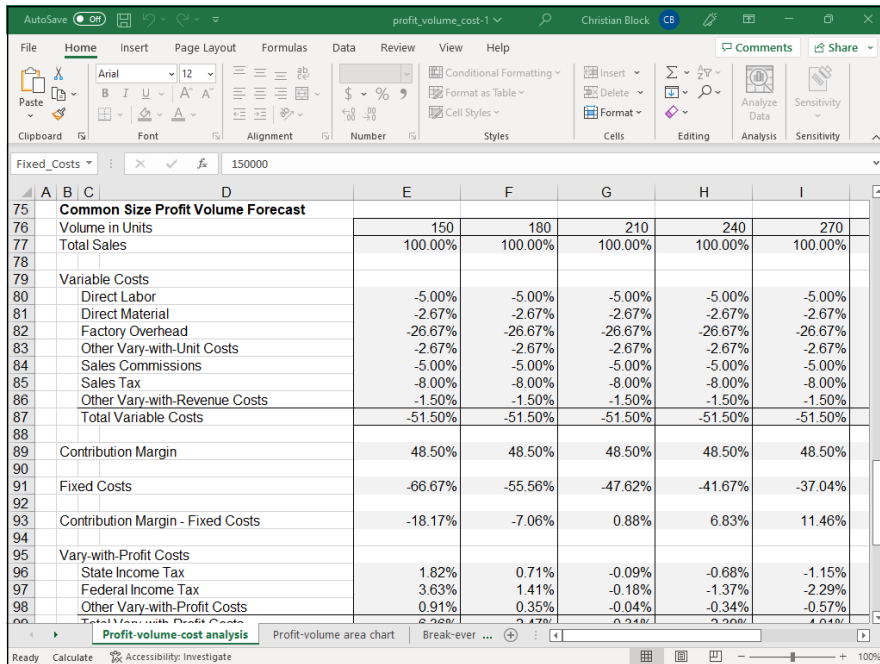 AutoSave Off profit_volume_cost-1 Christian Block CB
File Home Insert Page Layout Formulas Data Review View Help Comments Share
Paste Arial 12 ab c Conditional Formatting Insert Σ A Z
B I U A^ A˅ Format as Table Delete Analyze Data Sensitivity
A $ % 9 .00 .00 Cell Styles Format
Clipboard Font Alignment Number Styles Cells Editing Analysis Sensitivity
Fixed_Costs fx 150000
A B C D E F G H I
75 Common Size Profit Volume Forecast
76 Volume in Units 150 180 210 240 270
77 Total Sales 100.00% 100.00% 100.00% 100.00% 100.00%
78
79 Variable Costs
80 Direct Labor -5.00% -5.00% -5.00% -5.00% -5.00%
81 Direct Material -2.67% -2.67% -2.67% -2.67% -2.67%
82 Factory Overhead -26.67% -26.67% -26.67% -26.67% -26.67%
83 Other Vary-with-Unit Costs -2.67% -2.67% -2.67% -2.67% -2.67%
84 Sales Commissions -5.00% -5.00% -5.00% -5.00% -5.00%
85 Sales Tax -8.00% -8.00% -8.00% -8.00% -8.00%
86 Other Vary-with-Revenue Costs -1.50% -1.50% -1.50% -1.50% -1.50%
87 Total Variable Costs -51.50% -51.50% -51.50% -51.50% -51.50%
88
89 Contribution Margin 48.50% 48.50% 48.50% 48.50% 48.50%
90
91 Fixed Costs -66.67% -55.56% -47.62% -41.67% -37.04%
92
93 Contribution Margin - Fixed Costs -18.17% -7.06% 0.88% 6.83% 11.46%
94
95 Vary-with-Profit Costs
96 State Income Tax 1.82% 0.71% -0.09% -0.68% -1.15%
97 Federal Income Tax 3.63% 1.41% -0.18% -1.37% -2.29%
98 Other Vary-with-Profit Costs 0.91% 0.35% -0.04% -0.34% -0.57%
Profit-volume-cost analysis Profit-volume area chart Break-ever ...
Ready Calculate Accessibility: Investigate 100%